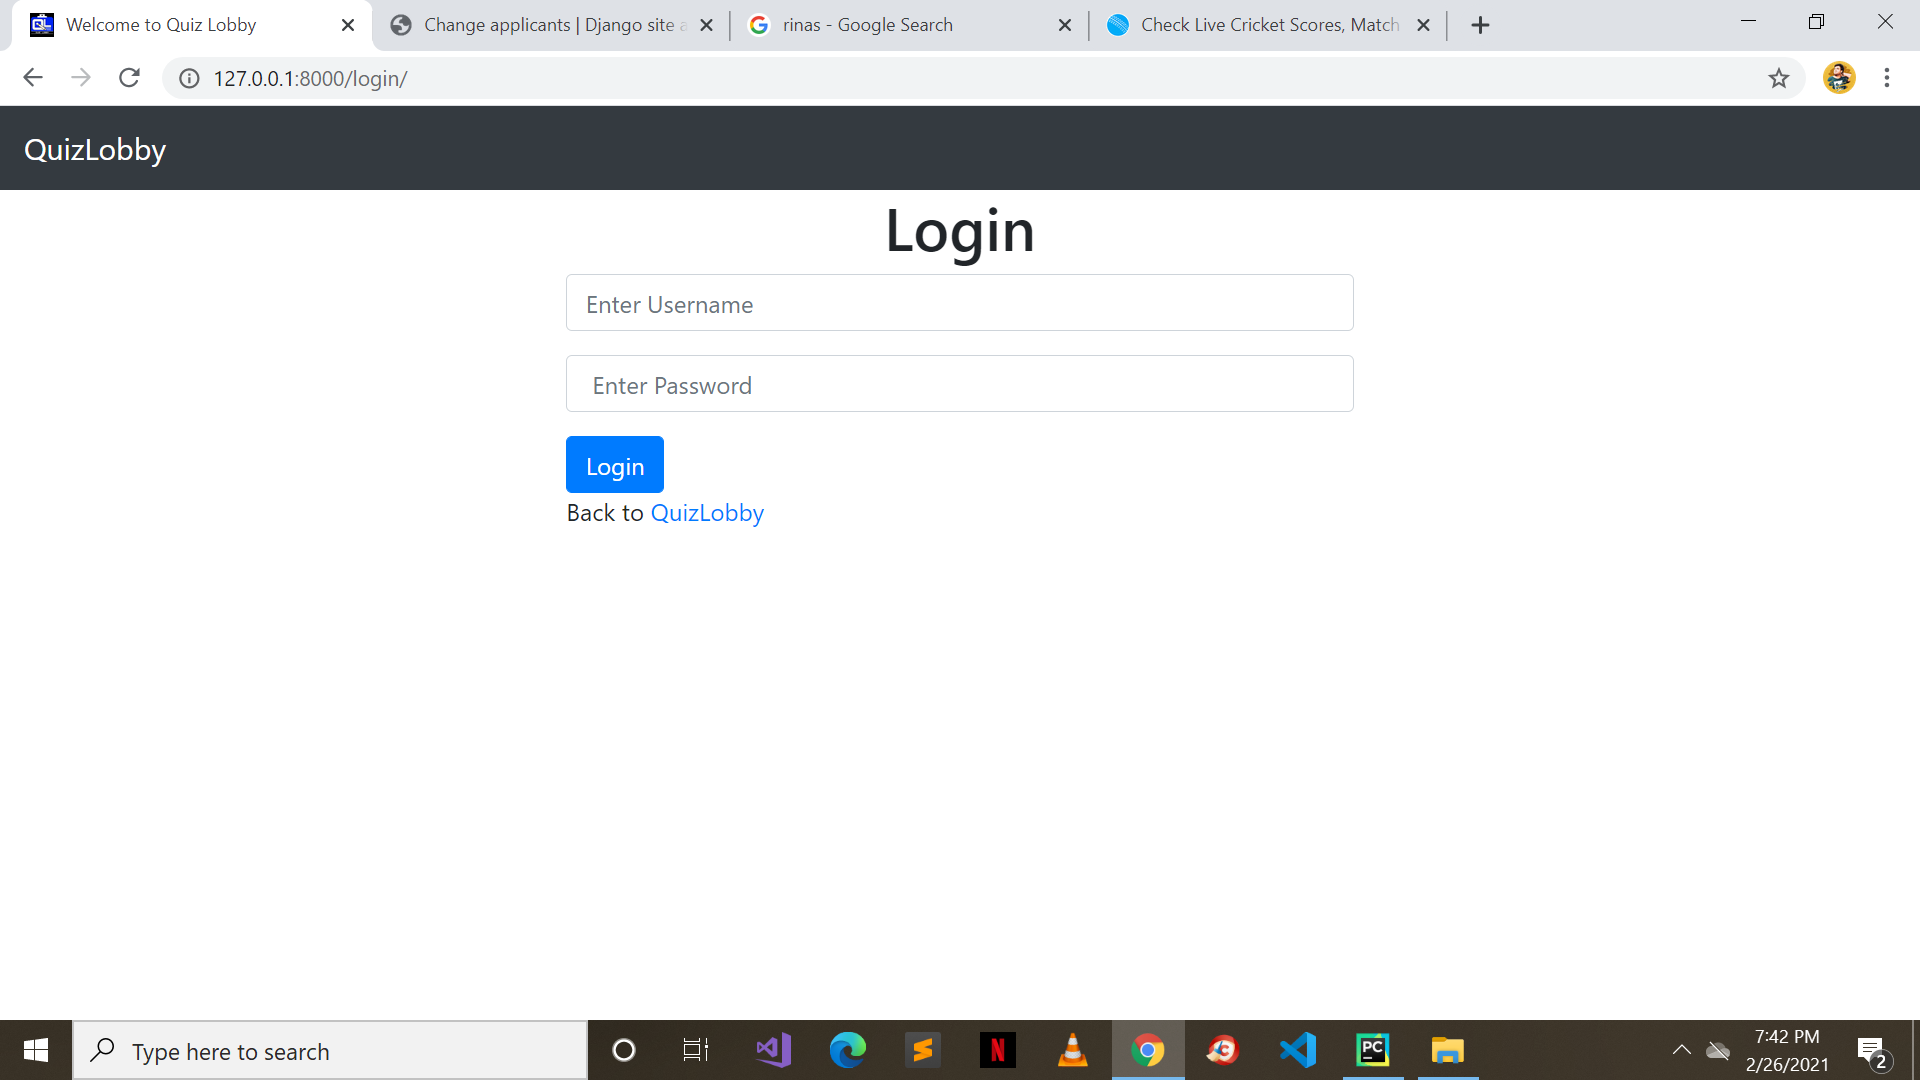 Welcome to Quiz Lobby
Change applicants | Django site a
rinas - Google Search
Check Live Cricket Scores, Match
127.0.0.1:8000/login/
QuizLobby
Login
Enter Username
Enter Password
Login
Back to QuizLobby
Type here to search
7:42 PM
2/26/2021
2